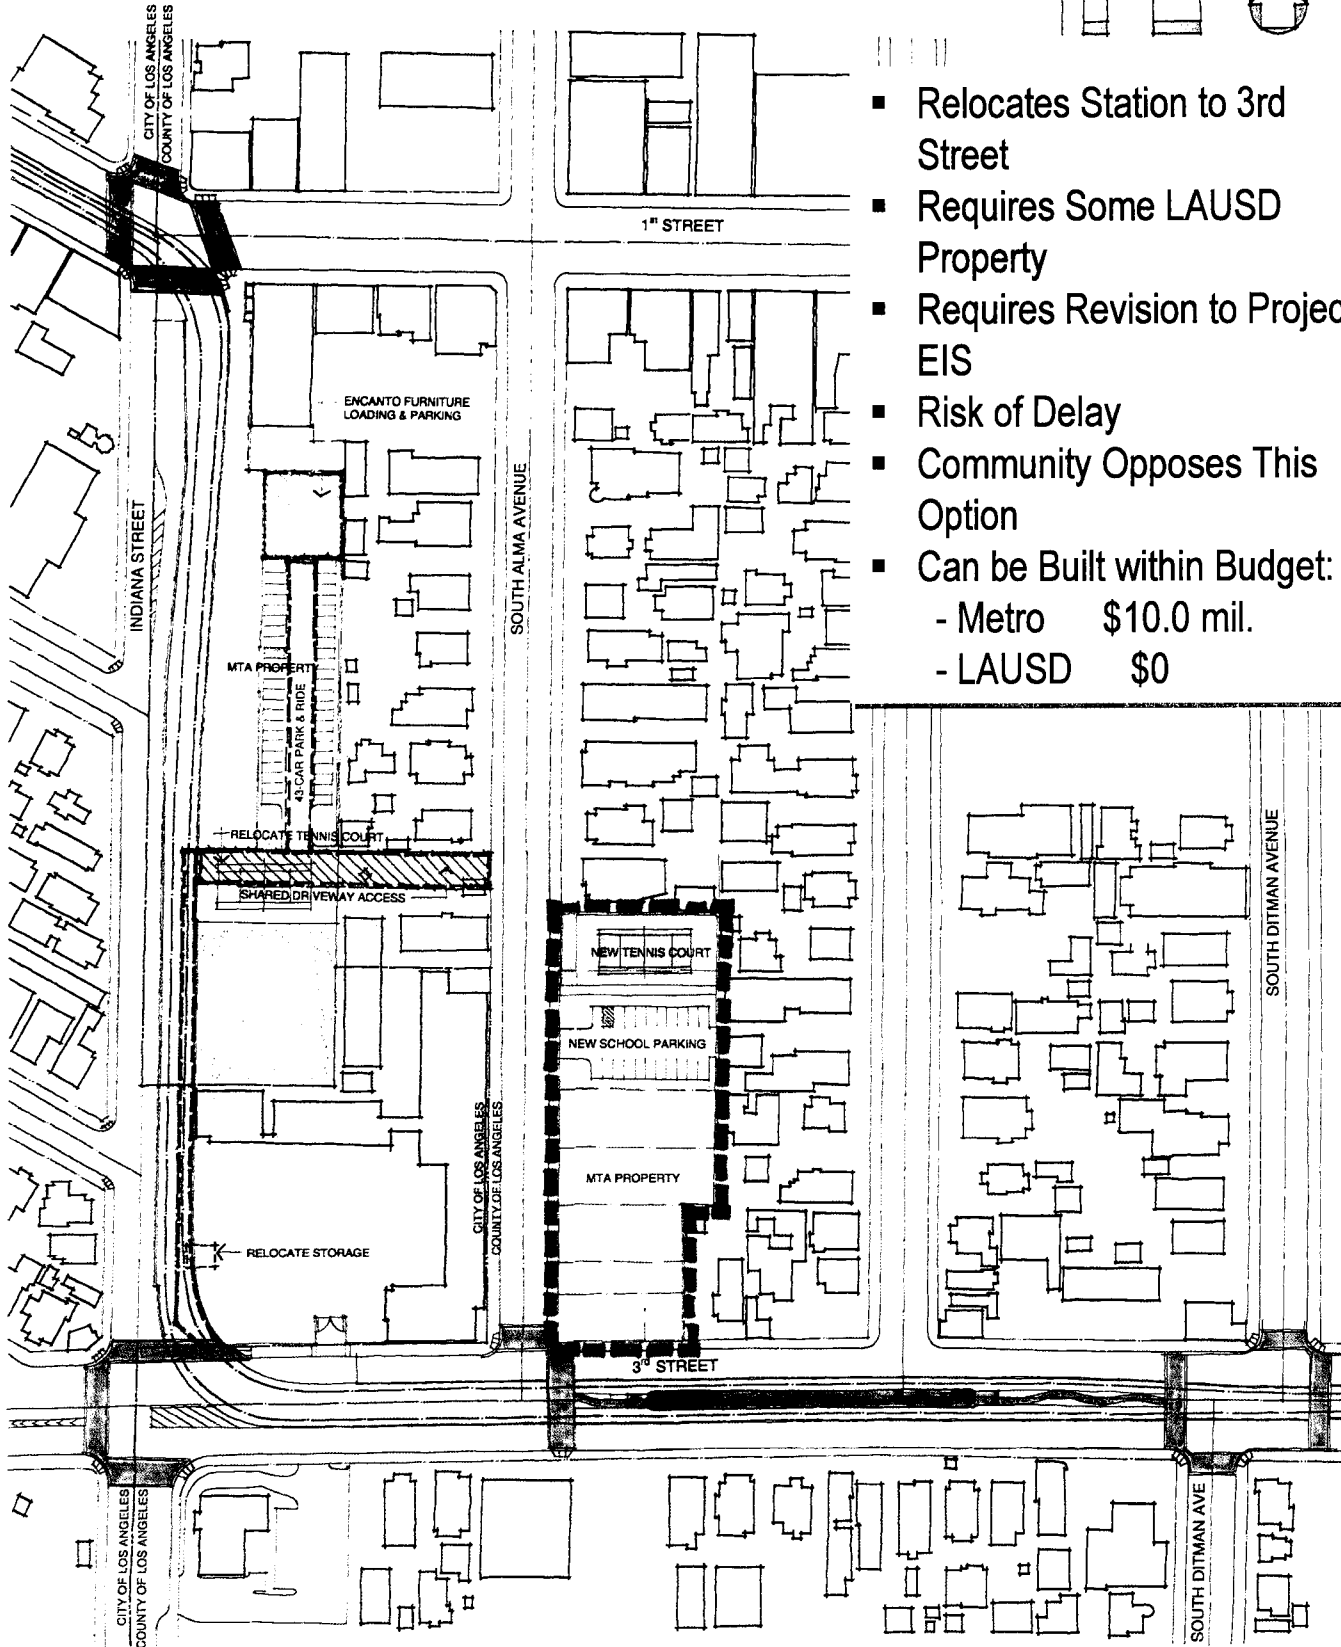 CITY OF LOS ANGELES
COUNTY OF LOS ANGELES
▪ Relocates Station to 3rd
Street
▪ Requires Some LAUSD
Property
▪ Requires Revision to Projec
EIS
▪ Risk of Delay
▪ Community Opposes This
Option
▪ Can be Built within Budget:
- Metro $10.0 mil.
- LAUSD $0
1st STREET
ENCANTO FURNITURE
LOADING & PARKING
INDIANA STREET
SOUTH ALMA AVENUE
MTA PROPERTY
43-CAR PARK & RIDE
RELOCATE TENNIS COURT
SHARED DRIVEWAY ACCESS
SOUTH DITMAN AVENUE
NEW TENNIS COURT
NEW SCHOOL PARKING
MTA PROPERTY
CITY OF LOS ANGELES
COUNTY OF LOS ANGELES
RELOCATE STORAGE
3rd STREET
CITY OF LOS ANGELES
COUNTY OF LOS ANGELES
SOUTH DITMAN AVE